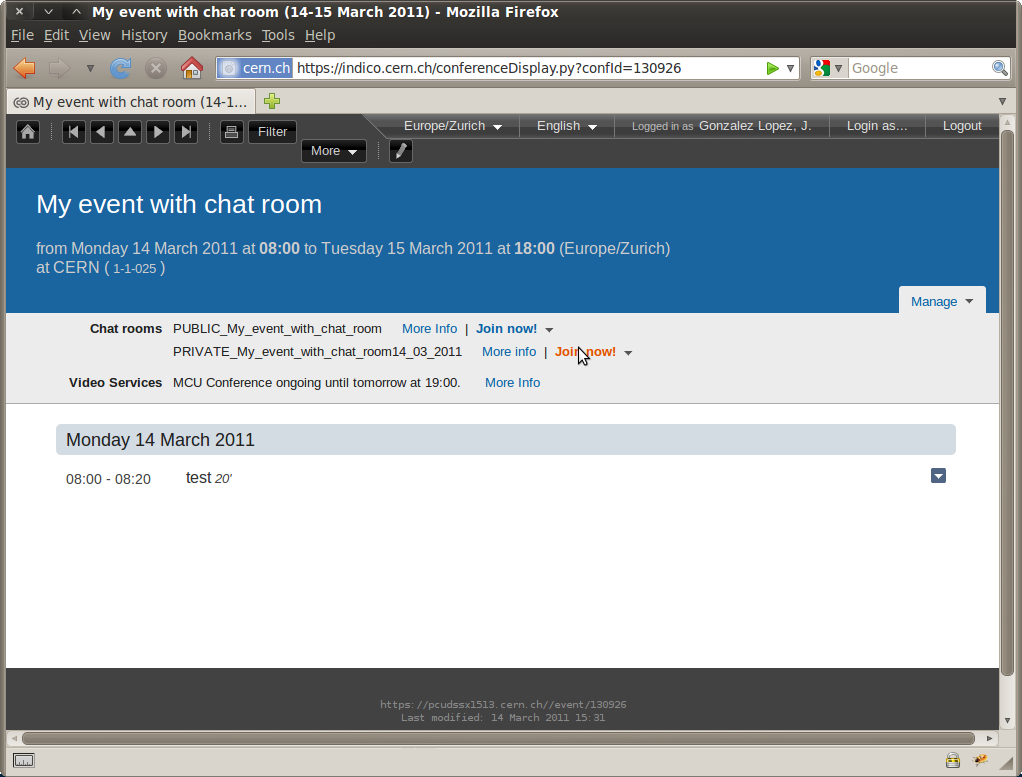 My event with chat room (14-15 March 2011) - Mozilla Firefox
File Edit View History Bookmarks Tools Help
cern.ch https://indico.cern.ch/conferenceDisplay.py?confId=130926 Google
My event with chat room (14-1...
Filter Europe/Zurich English Logged in as Gonzalez Lopez, J. Login as... Logout
More
My event with chat room
from Monday 14 March 2011 at 08:00 to Tuesday 15 March 2011 at 18:00 (Europe/Zurich)
at CERN ( 1-1-025 )
Manage
Chat rooms PUBLIC_My_event_with_chat_room More Info | Join now!
PRIVATE_My_event_with_chat_room14_03_2011 More info | Join now!
Video Services MCU Conference ongoing until tomorrow at 19:00. More Info
Monday 14 March 2011
08:00 - 08:20 test 20'
https://pcudssx1513.cern.ch//event/130926
Last modified: 14 March 2011 15:31